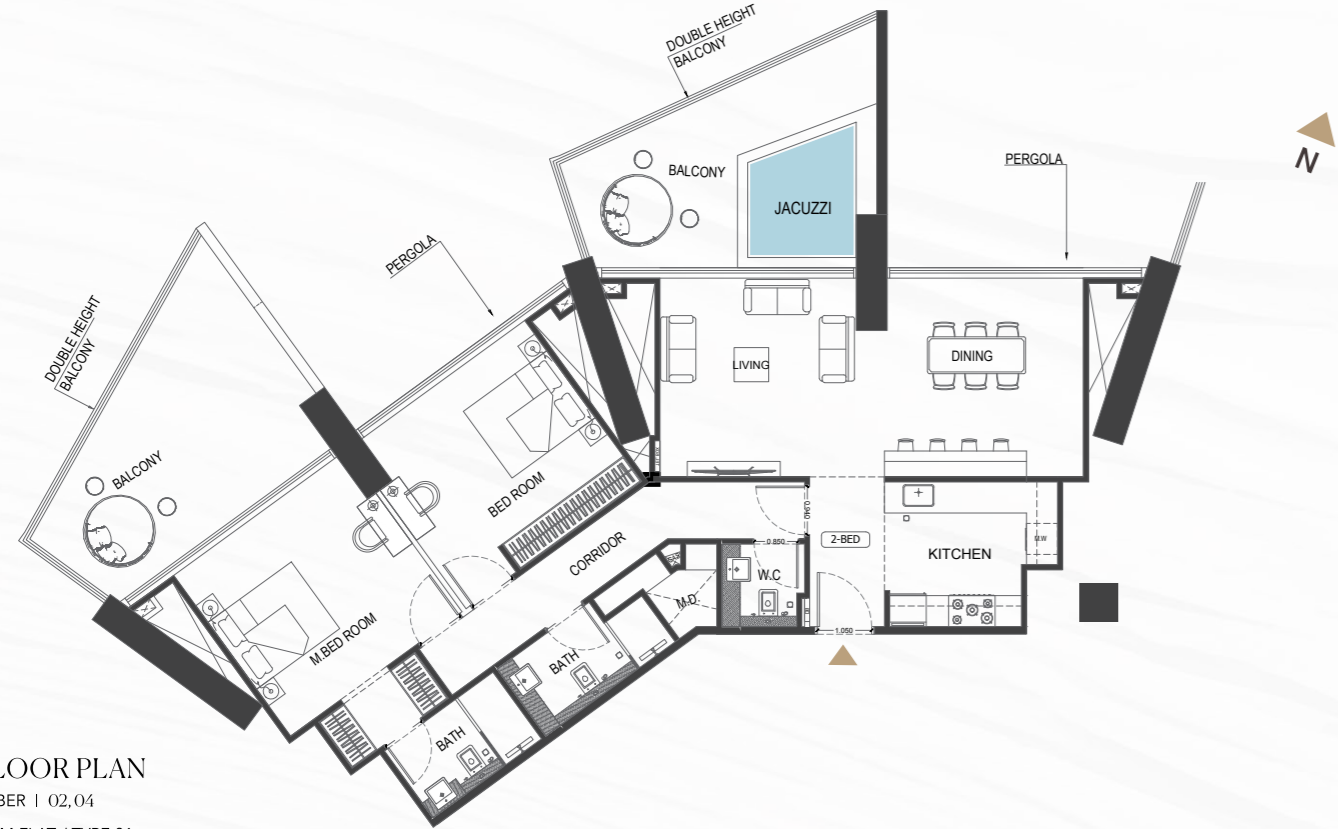 DOUBLE HEIGHT
BALCONY
BALCONY
JACUZZI
PERGOLA
N
PERGOLA
DOUBLE HEIGHT
BALCONY
BALCONY
LIVING
DINING
BED ROOM
CORRIDOR
0.940
0.850
2-BED
KITCHEN
M.W
W.C
M.D.
1.050
M.BED ROOM
BATH
BATH
LOOR PLAN
BER | 02,04